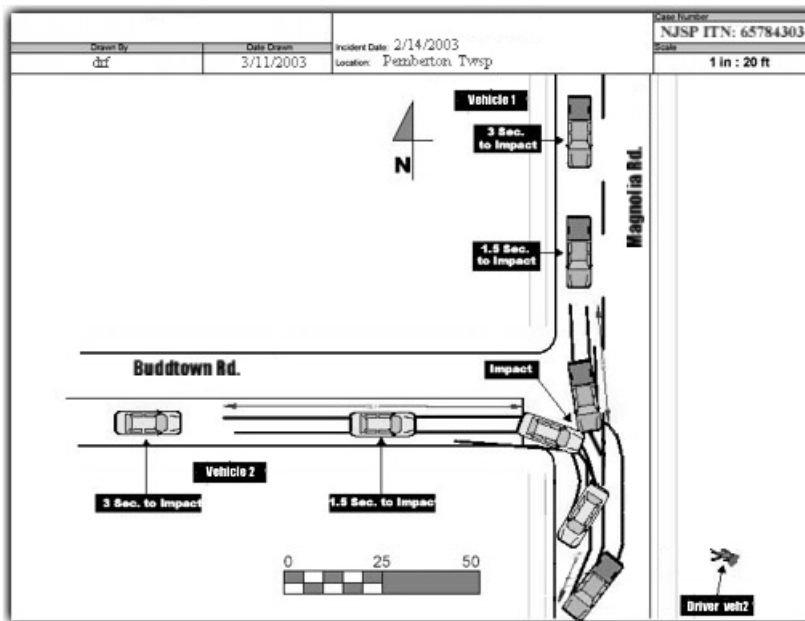 Case Number
NJSP ITN: 65784303
Drawn By
Date Drawn
Incident Date: 2/14/2003
Scale
drf
3/11/2003
Location: Pemberton Twsp
1 in : 20 ft
Vehicle 1
3 Sec.
to Impact
N
Magnolia Rd.
1.5 Sec.
to Impact
Buddtown Rd.
Impact
Vehicle 2
3 Sec. to Impact
1.5 Sec. to Impact
0 25 50
Driver veh2